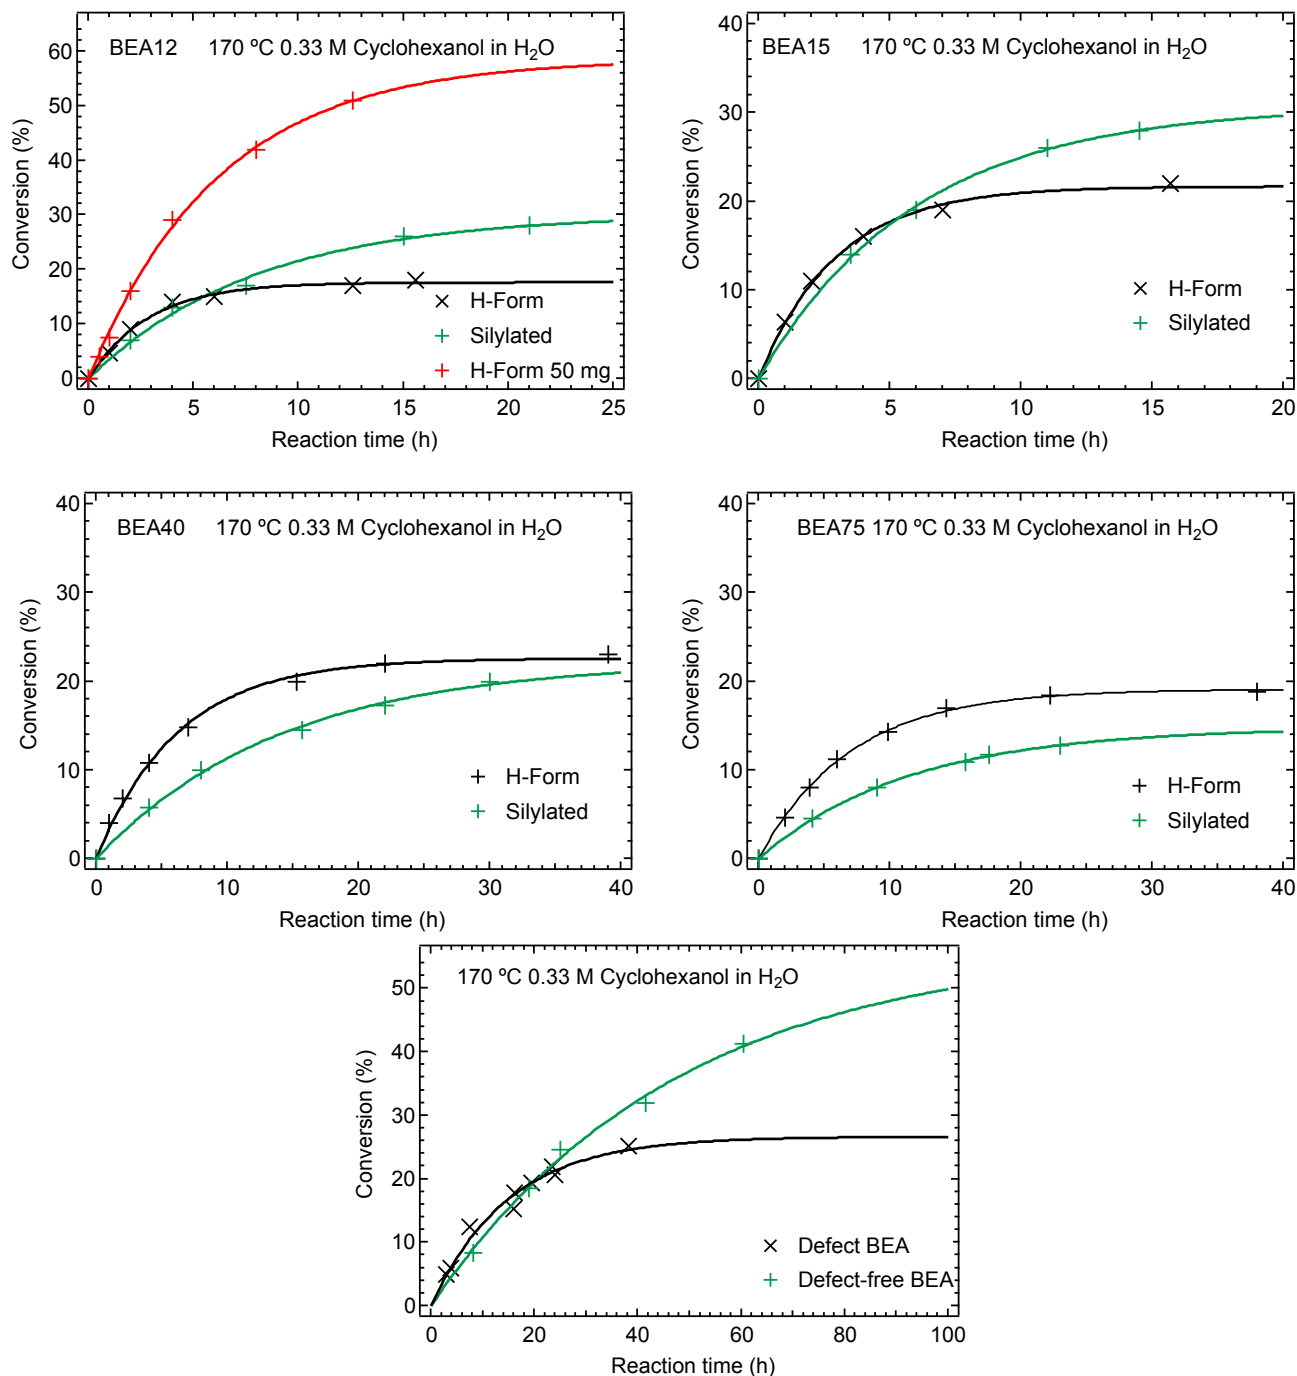 BEA12 170 ºC 0.33 M Cyclohexanol in H₂O
Conversion (%)
60
50
40
30
20
10
0
H-Form
Silylated
H-Form 50 mg
0 5 10 15 20 25
Reaction time (h)
BEA15 170 ºC 0.33 M Cyclohexanol in H₂O
Conversion (%)
40
30
20
10
0
H-Form
Silylated
0 5 10 15 20
Reaction time (h)
BEA40 170 ºC 0.33 M Cyclohexanol in H₂O
Conversion (%)
40
30
20
10
0
H-Form
Silylated
0 10 20 30 40
Reaction time (h)
BEA75 170 ºC 0.33 M Cyclohexanol in H₂O
Conversion (%)
40
30
20
10
0
H-Form
Silylated
0 10 20 30 40
Reaction time (h)
170 ºC 0.33 M Cyclohexanol in H₂O
Conversion (%)
50
40
30
20
10
0
Defect BEA
Defect-free BEA
0 20 40 60 80 100
Reaction time (h)